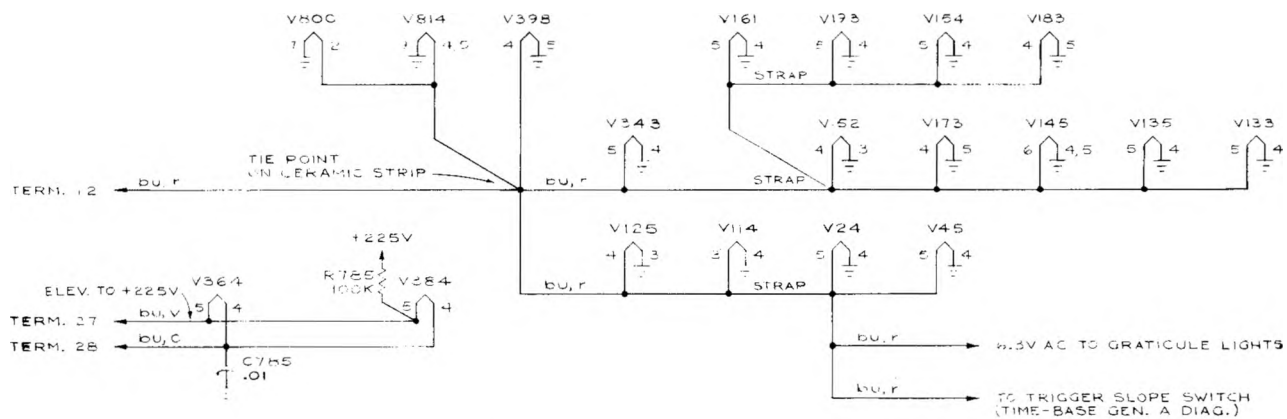 V800 V814 V398 V161 V173 V154 V183
7 2 7 4,5 4 5 5 4 5 4 5 4 4 5
STRAP
V343 V152 V173 V145 V135 V133
5 4 4 3 4 5 6 4,5 5 4 5 4
TIE POINT
ON CERAMIC STRIP
TERM. 12 bu,r bu,r STRAP
V125 V114 V24 V45
4 3 3 4 5 4 5 4
+225V
R785
100K
V364 V384
5 4 5 4
ELEV. TO +225V
bu,r STRAP
TERM. 27 bu,v
TERM. 28 bu,c
C785
.01
bu,r 6.3V AC TO GRATICULE LIGHTS
bu,r TO TRIGGER SLOPE SWITCH
(TIME-BASE GEN. A DIAG.)